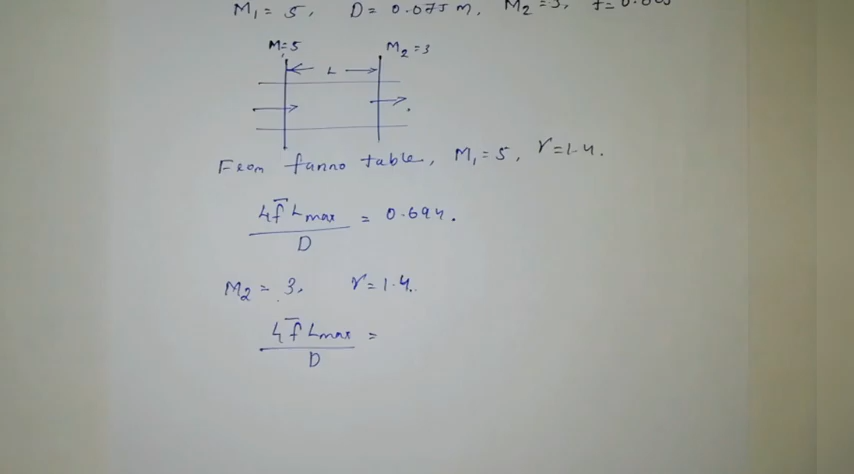 M₁ = 5, D = 0.075 m, M₂ = 3,
M=5 M₂ = 3
L
From fanno table, M₁ = 5, γ = 1.4.
4f̅ Lmax / D = 0.694.
M₂ = 3, γ = 1.4.
4f̅ Lmax / D =